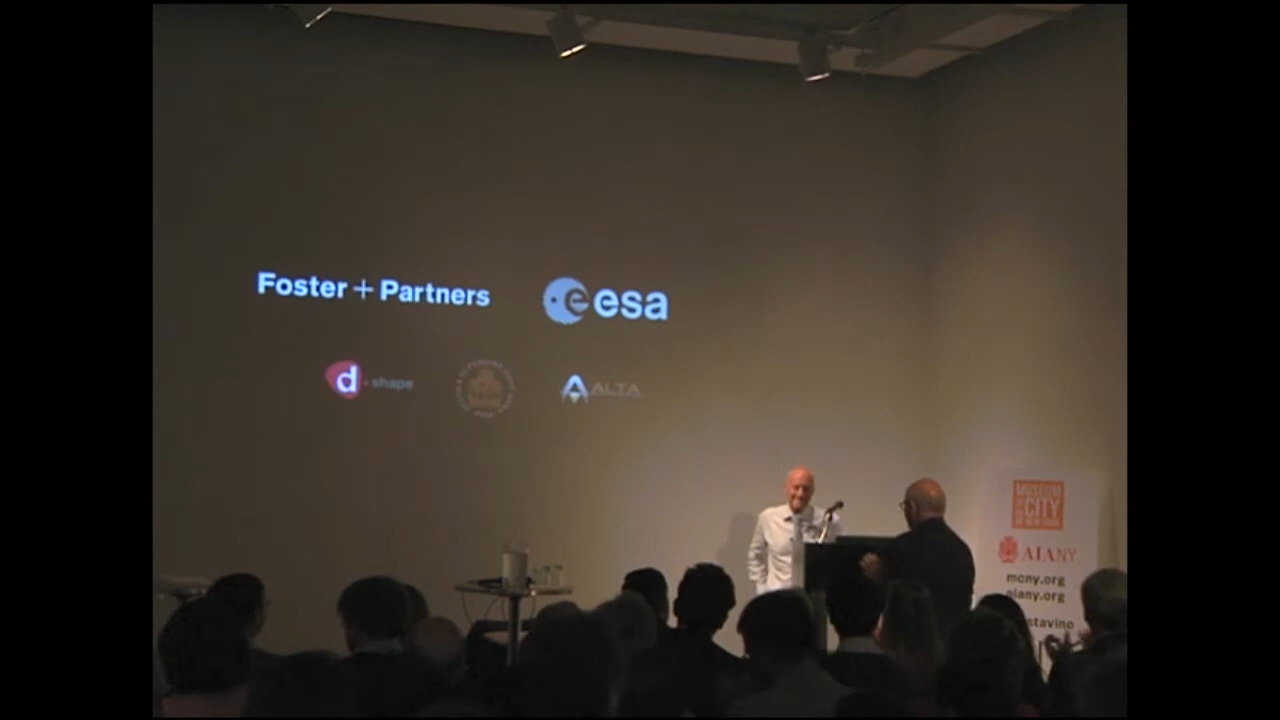 Foster + Partners
esa
d-shape
ALTA
MUSEUM
CITY
AIANY
mcny.org
aiany.org
stavino